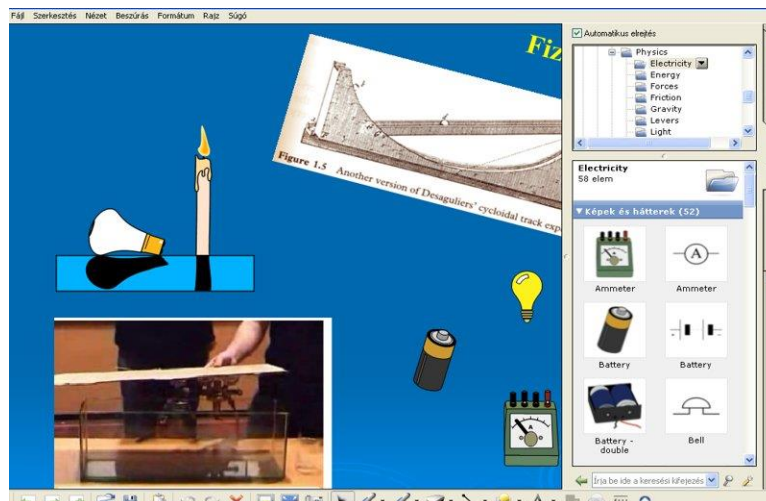 Fájl Szerkesztés Nézet Beszúrás Formátum Rajz Súgó
Fiz
Figure 1.5 Another version of Desaguliers' cycloidal track exp
Automatikus elrejtés
Physics
Electricity
Energy
Forces
Friction
Gravity
Levers
Light
Electricity
58 elem
Képek és hátterek (52)
Ammeter
A
Ammeter
Battery
Battery
Battery - double
Bell
A
Írja be ide a keresési kifejezés
A